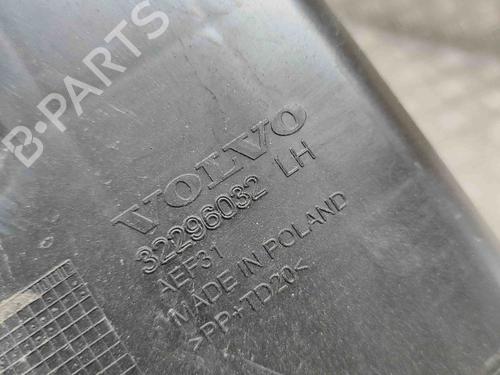 B-PARTS
VOLVO
32296032 LH
AEF31
MADE IN POLAND
>PP+TD20<